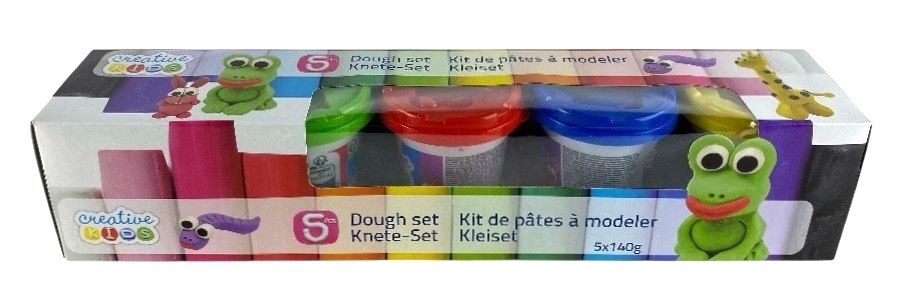 creative
KIDS
5
Dough set
Knete-Set
Kit de pâtes à modeler
Kleiset
creative
KIDS
5 PCS
Dough set
Knete-Set
Kit de pâtes à modeler
Kleiset
5x140g